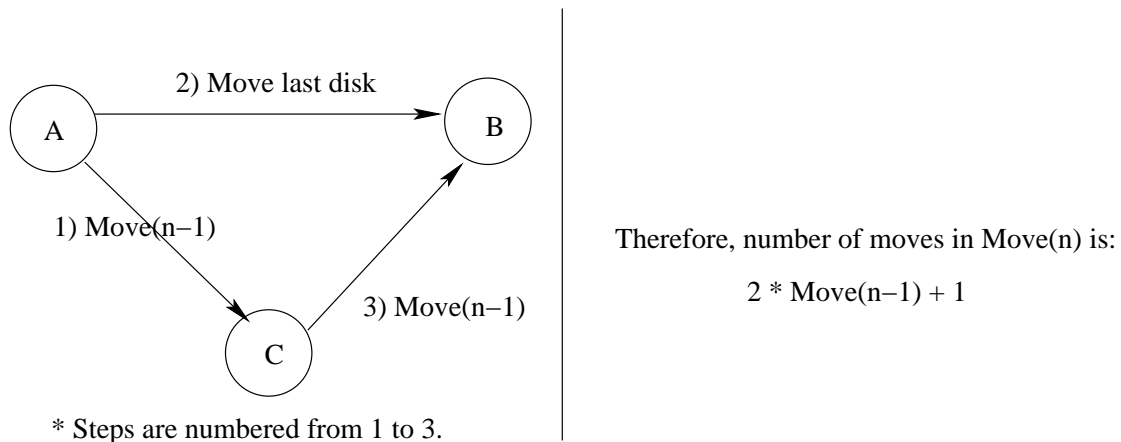 2) Move last disk
A
B
1) Move(n−1)
3) Move(n−1)
C
* Steps are numbered from 1 to 3.
Therefore, number of moves in Move(n) is:
2 * Move(n−1) + 1